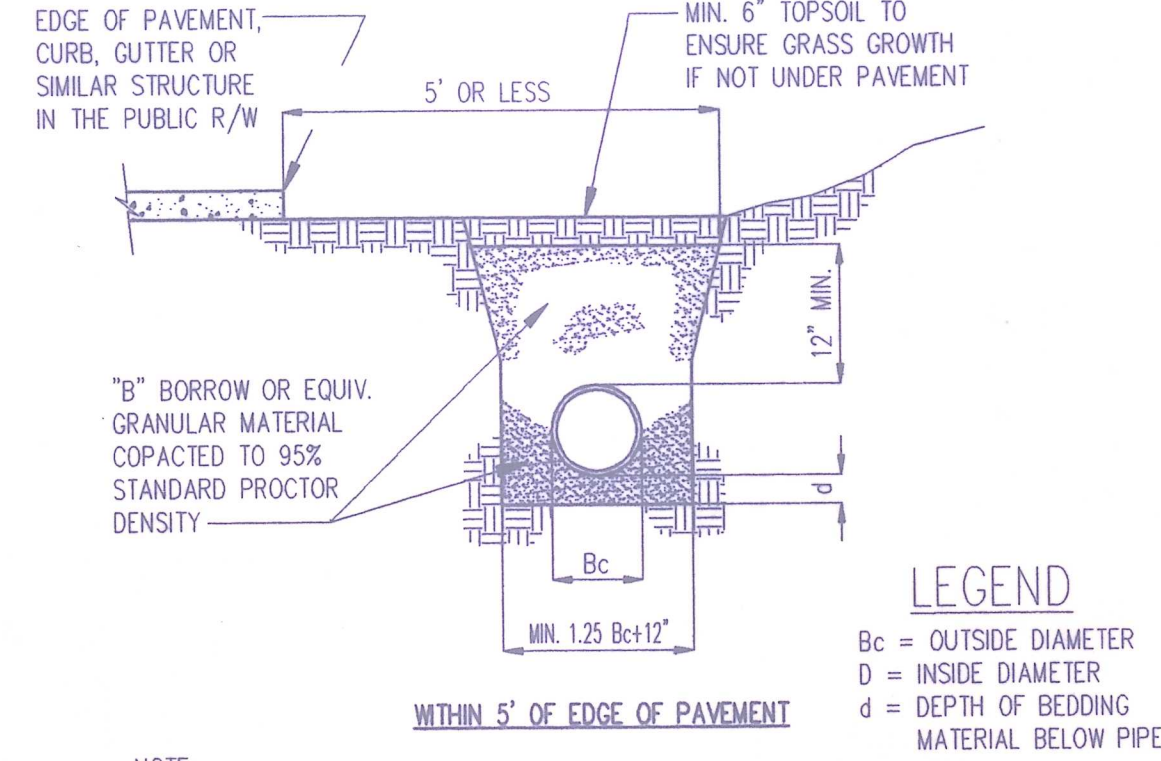 EDGE OF PAVEMENT,
CURB, GUTTER OR
SIMILAR STRUCTURE
IN THE PUBLIC R/W
MIN. 6" TOPSOIL TO
ENSURE GRASS GROWTH
IF NOT UNDER PAVEMENT
5' OR LESS
12" MIN.
"B" BORROW OR EQUIV.
GRANULAR MATERIAL
COPACTED TO 95%
STANDARD PROCTOR
DENSITY
d
Bc
MIN. 1.25 Bc+12"
LEGEND
Bc = OUTSIDE DIAMETER
D = INSIDE DIAMETER
d = DEPTH OF BEDDING
MATERIAL BELOW PIPE
WITHIN 5' OF EDGE OF PAVEMENT